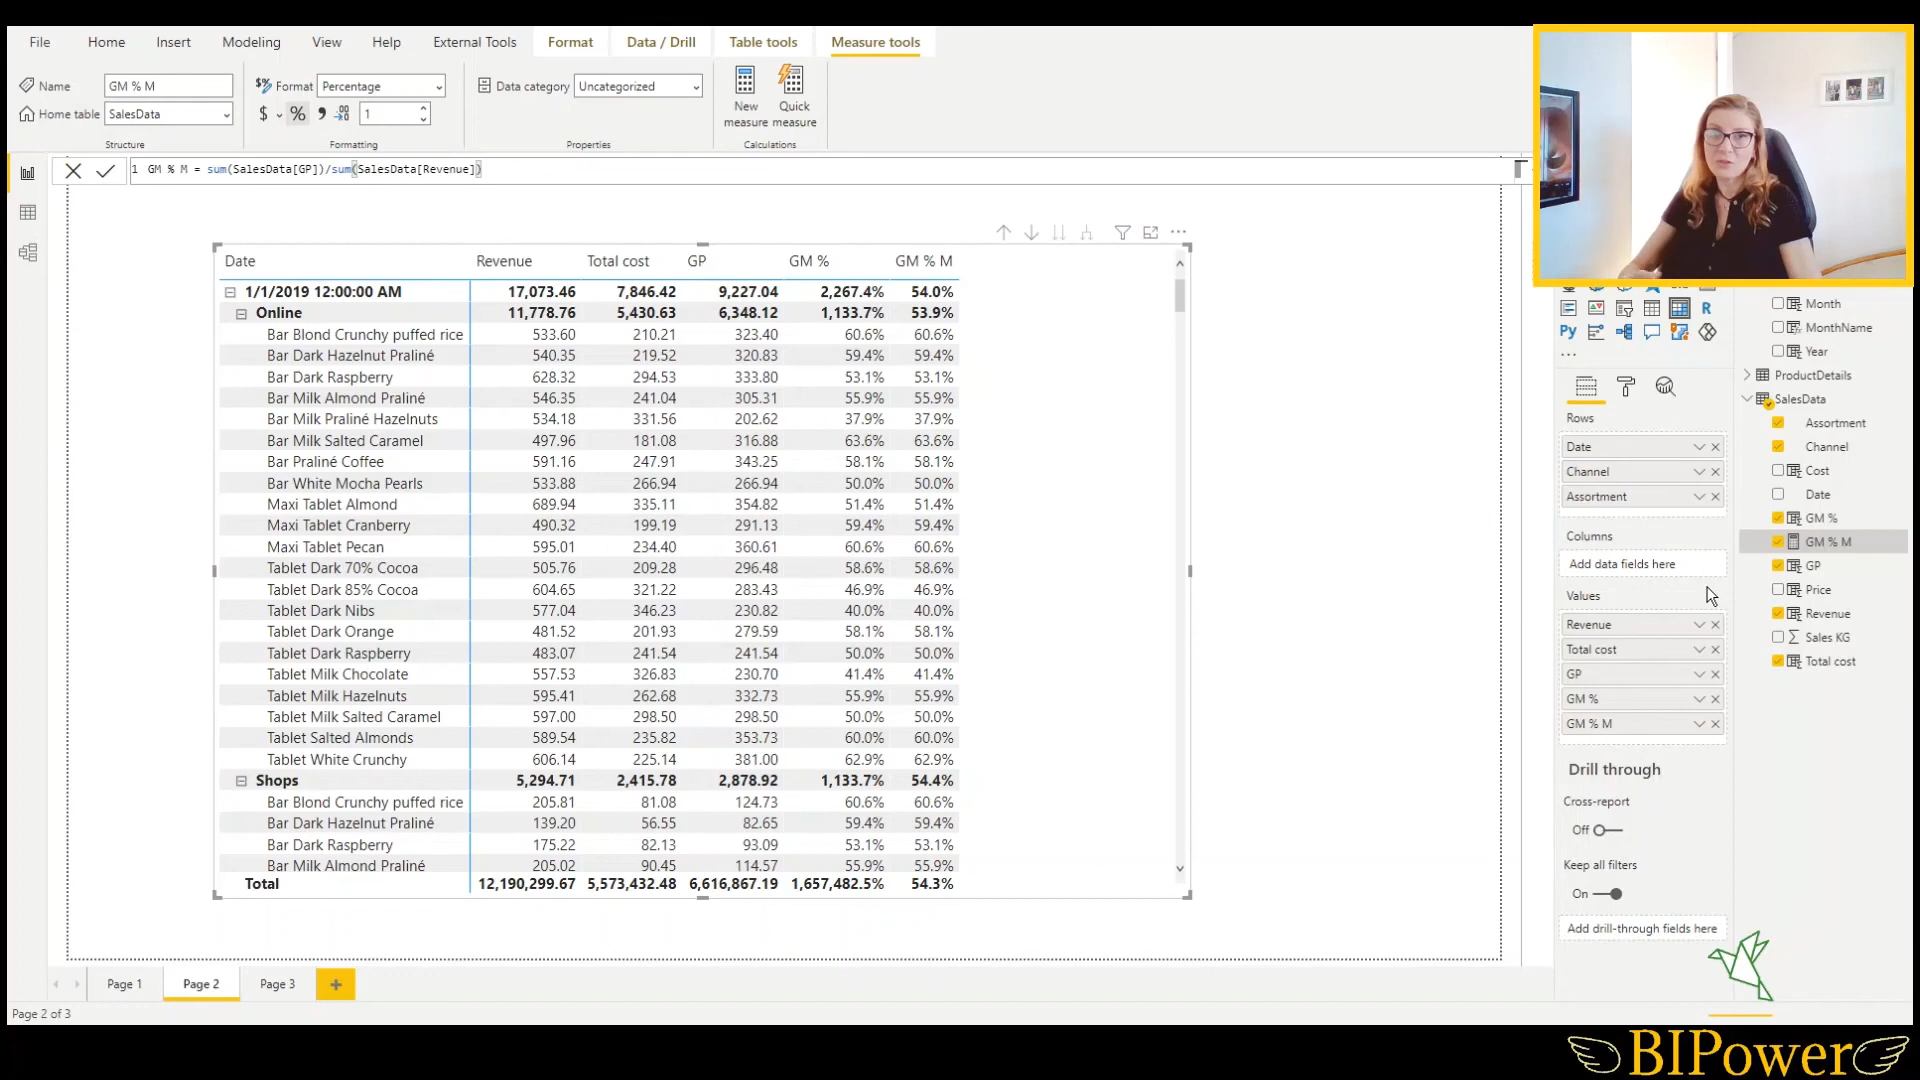 File Home Insert Modeling View Help External Tools Format Data / Drill Table tools Measure tools
Name GM % M Format Percentage Data category Uncategorized New measure Quick measure
Home table SalesData $ % 1
Structure Formatting Properties Calculations
1 GM % M = sum(SalesData[GP])/sum(SalesData[Revenue])
Date Revenue Total cost GP GM % GM % M
1/1/2019 12:00:00 AM 17,073.46 7,846.42 9,227.04 2,267.4% 54.0%
Online 11,778.76 5,430.63 6,348.12 1,133.7% 53.9%
Bar Blond Crunchy puffed rice 533.60 210.21 323.40 60.6% 60.6%
Bar Dark Hazelnut Praliné 540.35 219.52 320.83 59.4% 59.4%
Bar Dark Raspberry 628.32 294.53 333.80 53.1% 53.1%
Bar Milk Almond Praliné 546.35 241.04 305.31 55.9% 55.9%
Bar Milk Praliné Hazelnuts 534.18 331.56 202.62 37.9% 37.9%
Bar Milk Salted Caramel 497.96 181.08 316.88 63.6% 63.6%
Bar Praliné Coffee 591.16 247.91 343.25 58.1% 58.1%
Bar White Mocha Pearls 533.88 266.94 266.94 50.0% 50.0%
Maxi Tablet Almond 689.94 335.11 354.82 51.4% 51.4%
Maxi Tablet Cranberry 490.32 199.19 291.13 59.4% 59.4%
Maxi Tablet Pecan 595.01 234.40 360.61 60.6% 60.6%
Tablet Dark 70% Cocoa 505.76 209.28 296.48 58.6% 58.6%
Tablet Dark 85% Cocoa 604.65 321.22 283.43 46.9% 46.9%
Tablet Dark Nibs 577.04 346.23 230.82 40.0% 40.0%
Tablet Dark Orange 481.52 201.93 279.59 58.1% 58.1%
Tablet Dark Raspberry 483.07 241.54 241.54 50.0% 50.0%
Tablet Milk Chocolate 557.53 326.83 230.70 41.4% 41.4%
Tablet Milk Hazelnuts 595.41 262.68 332.73 55.9% 55.9%
Tablet Milk Salted Caramel 597.00 298.50 298.50 50.0% 50.0%
Tablet Salted Almonds 589.54 235.82 353.73 60.0% 60.0%
Tablet White Crunchy 606.14 225.14 381.00 62.9% 62.9%
Shops 5,294.71 2,415.78 2,878.92 1,133.7% 54.4%
Bar Blond Crunchy puffed rice 205.81 81.08 124.73 60.6% 60.6%
Bar Dark Hazelnut Praliné 139.20 56.55 82.65 59.4% 59.4%
Bar Dark Raspberry 175.22 82.13 93.09 53.1% 53.1%
Bar Milk Almond Praliné 205.02 90.45 114.57 55.9% 55.9%
Total 12,190,299.67 5,573,432.48 6,616,867.19 1,657,482.5% 54.3%
R
Py
Rows
Date
Channel
Assortment
Columns
Add data fields here
Values
Revenue
Total cost
GP
GM %
GM % M
Drill through
Cross-report
Off
Keep all filters
On
Add drill-through fields here
Month
MonthName
Year
ProductDetails
SalesData
Assortment
Channel
Cost
Date
GM %
GM % M
GP
Price
Revenue
Sales KG
Total cost
Page 1 Page 2 Page 3 +
Page 2 of 3
BIPower